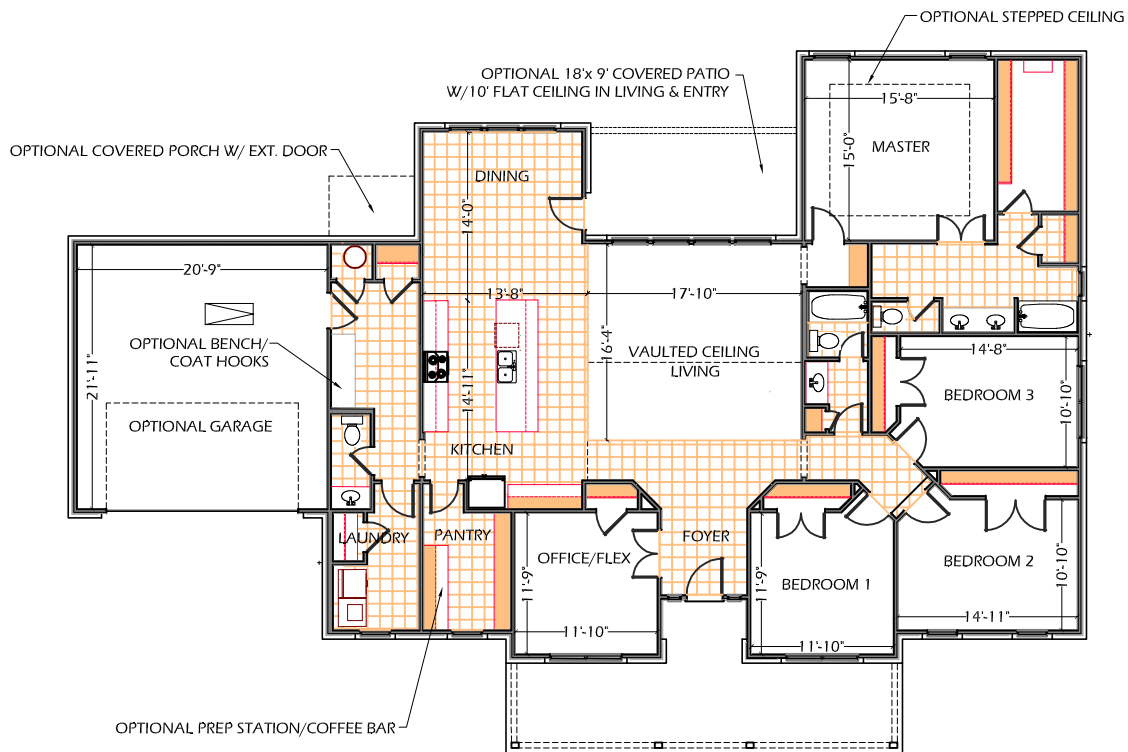 OPTIONAL STEPPED CEILING
OPTIONAL 18'x 9' COVERED PATIO
W/10' FLAT CEILING IN LIVING & ENTRY
15'-8"
OPTIONAL COVERED PORCH W/ EXT. DOOR
DINING
15'-0"
MASTER
14'-0"
20'-9"
13'-8"
17'-10"
OPTIONAL BENCH/
COAT HOOKS
21'-11"
14'-11"
16'-4"
VAULTED CEILING
LIVING
14'-8"
BEDROOM 3
10'-10"
OPTIONAL GARAGE
KITCHEN
LAUNDRY
PANTRY
OFFICE/FLEX
FOYER
11'-9"
11'-10"
BEDROOM 1
11'-9"
11'-10"
BEDROOM 2
10'-10"
14'-11"
OPTIONAL PREP STATION/COFFEE BAR